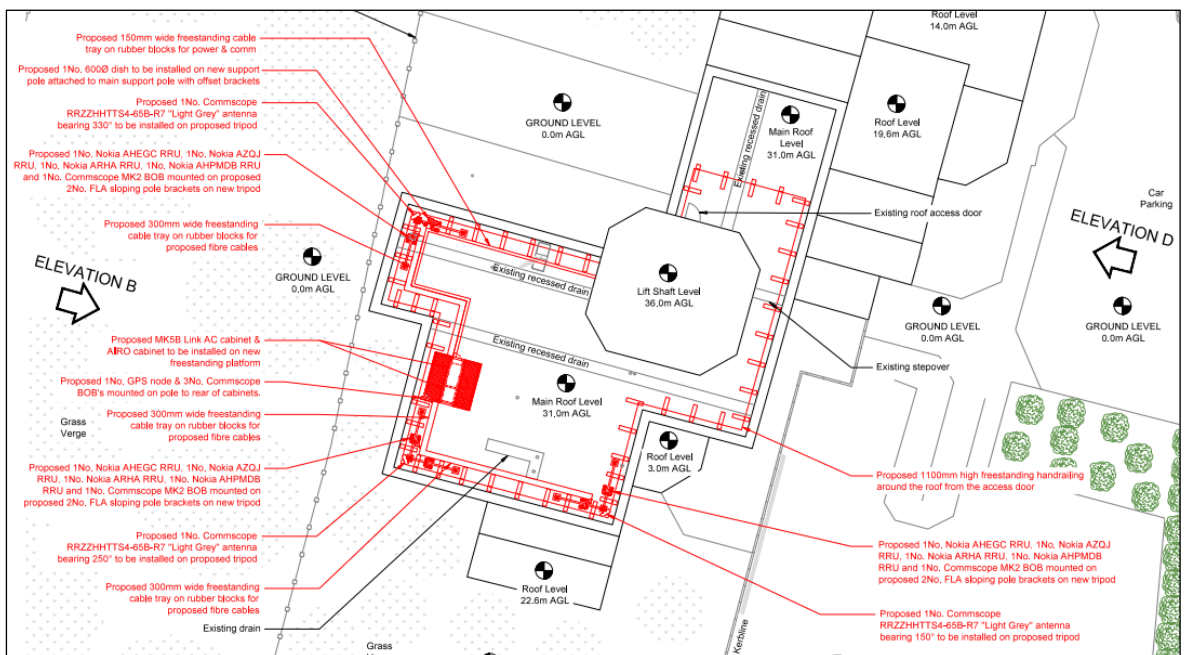 Proposed 150mm wide freestanding cable
tray on rubber blocks for power & comm
Proposed 1No. 600Ø dish to be installed on new support
pole attached to main support pole with offset brackets
Proposed 1No. Commscope
RRZZHHTTS4-65B-R7 "Light Grey" antenna
bearing 330° to be installed on proposed tripod
Proposed 1No. Nokia AHEGC RRU, 1No. Nokia AZQJ
RRU, 1No. Nokia ARHA RRU, 1No. Nokia AHPMDB RRU
and 1No. Commscope MK2 BOB mounted on proposed
2No. FLA sloping pole brackets on new tripod
Proposed 300mm wide freestanding
cable tray on rubber blocks for
proposed fibre cables
ELEVATION B
GROUND LEVEL
0.0m AGL
Proposed MK5B Link AC cabinet &
AIRO cabinet to be installed on new
freestanding platform
Proposed 1No. GPS node & 3No. Commscope
BOB's mounted on pole to rear of cabinets.
Grass
Verge
Proposed 300mm wide freestanding
cable tray on rubber blocks for
proposed fibre cables
Proposed 1No. Nokia AHEGC RRU, 1No. Nokia AZQJ
RRU, 1No. Nokia ARHA RRU, 1No. Nokia AHPMDB
RRU and 1No. Commscope MK2 BOB mounted on
proposed 2No. FLA sloping pole brackets on new tripod
Proposed 1No. Commscope
RRZZHHTTS4-65B-R7 "Light Grey" antenna
bearing 250° to be installed on proposed tripod
Proposed 300mm wide freestanding
cable tray on rubber blocks for
proposed fibre cables
Existing drain
Grass
GROUND LEVEL
0.0m AGL
Existing recessed drain
Existing recessed drain
Main Roof Level
31.0m AGL
Lift Shaft Level
36.0m AGL
Existing recessed drain
Main Roof
Level
31.0m AGL
Roof Level
14.0m AGL
Roof Level
19.6m AGL
Existing roof access door
Car
Parking
ELEVATION D
GROUND LEVEL
0.0m AGL
GROUND LEVEL
0.0m AGL
Existing stepover
Roof Level
3.0m AGL
Roof Level
22.6m AGL
Proposed 1100mm high freestanding handrailing
around the roof from the access door
Proposed 1No. Nokia AHEGC RRU, 1No. Nokia AZQJ
RRU, 1No. Nokia ARHA RRU, 1No. Nokia AHPMDB
RRU and 1No. Commscope MK2 BOB mounted on
proposed 2No. FLA sloping pole brackets on new tripod
Proposed 1No. Commscope
RRZZHHTTS4-65B-R7 "Light Grey" antenna
bearing 150° to be installed on proposed tripod
Kerbline